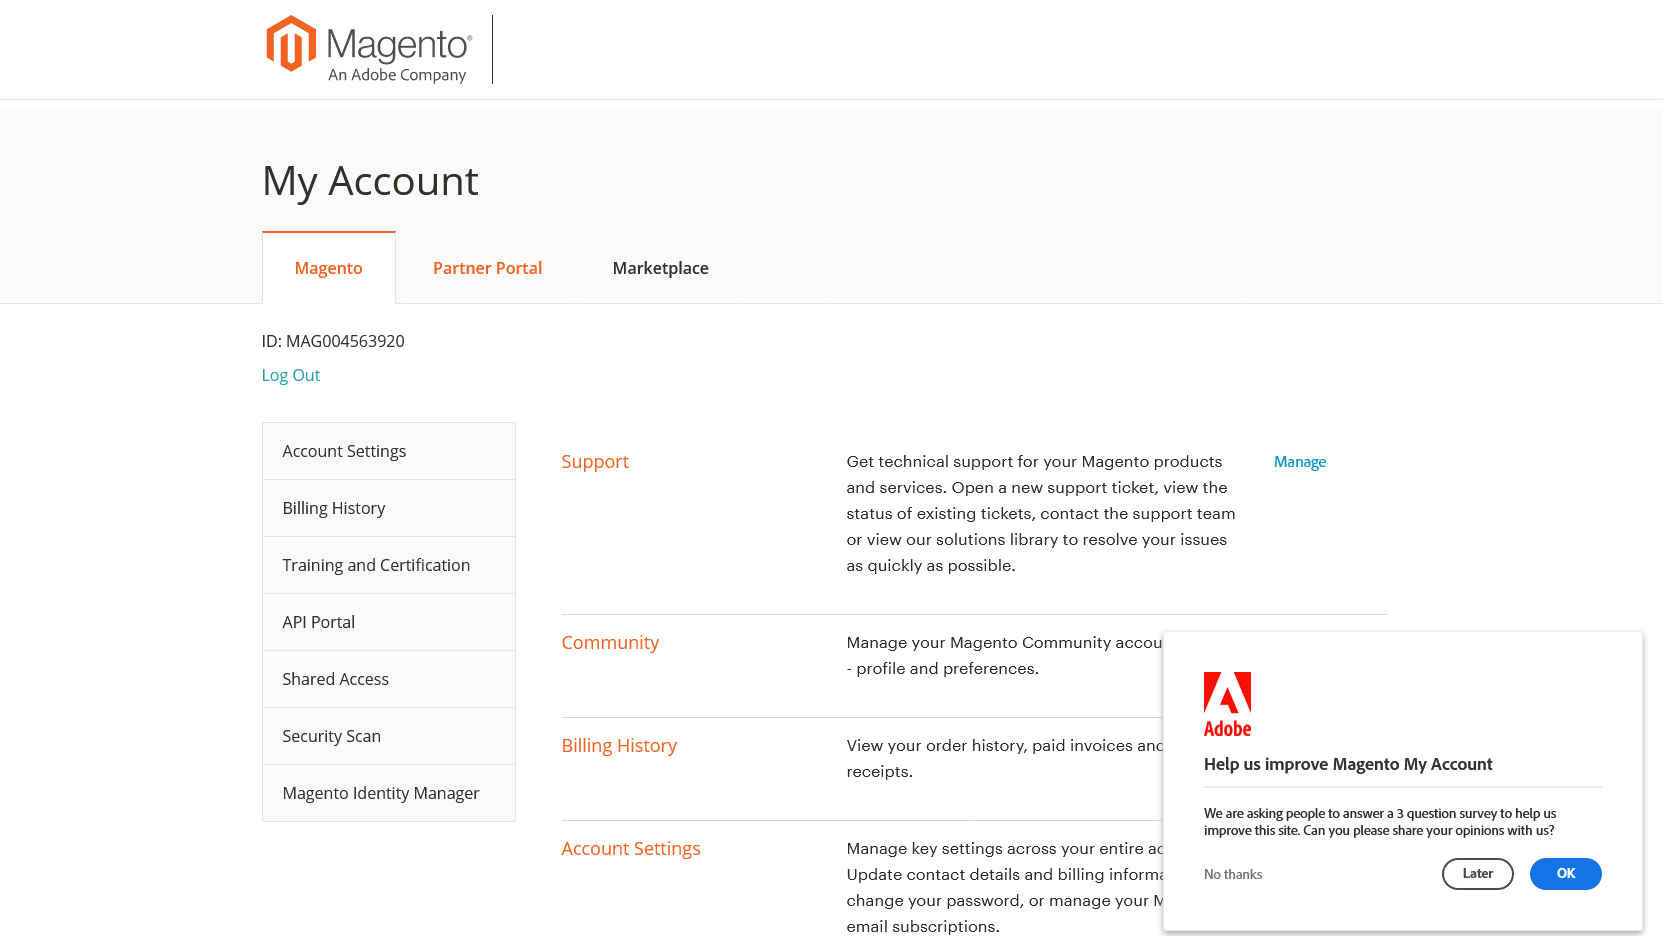 Magento®
An Adobe Company
My Account
Magento
Partner Portal
Marketplace
ID: MAG004563920
Log Out
Account Settings
Billing History
Training and Certification
API Portal
Shared Access
Security Scan
Magento Identity Manager
Support
Get technical support for your Magento products
and services. Open a new support ticket, view the
status of existing tickets, contact the support team
or view our solutions library to resolve your issues
as quickly as possible.
Manage
Community
Manage your Magento Community accou
- profile and preferences.
Billing History
View your order history, paid invoices and
receipts.
Account Settings
Manage key settings across your entire ac
Update contact details and billing informa
change your password, or manage your M
email subscriptions.
Adobe
Help us improve Magento My Account
We are asking people to answer a 3 question survey to help us
improve this site. Can you please share your opinions with us?
No thanks
Later
OK